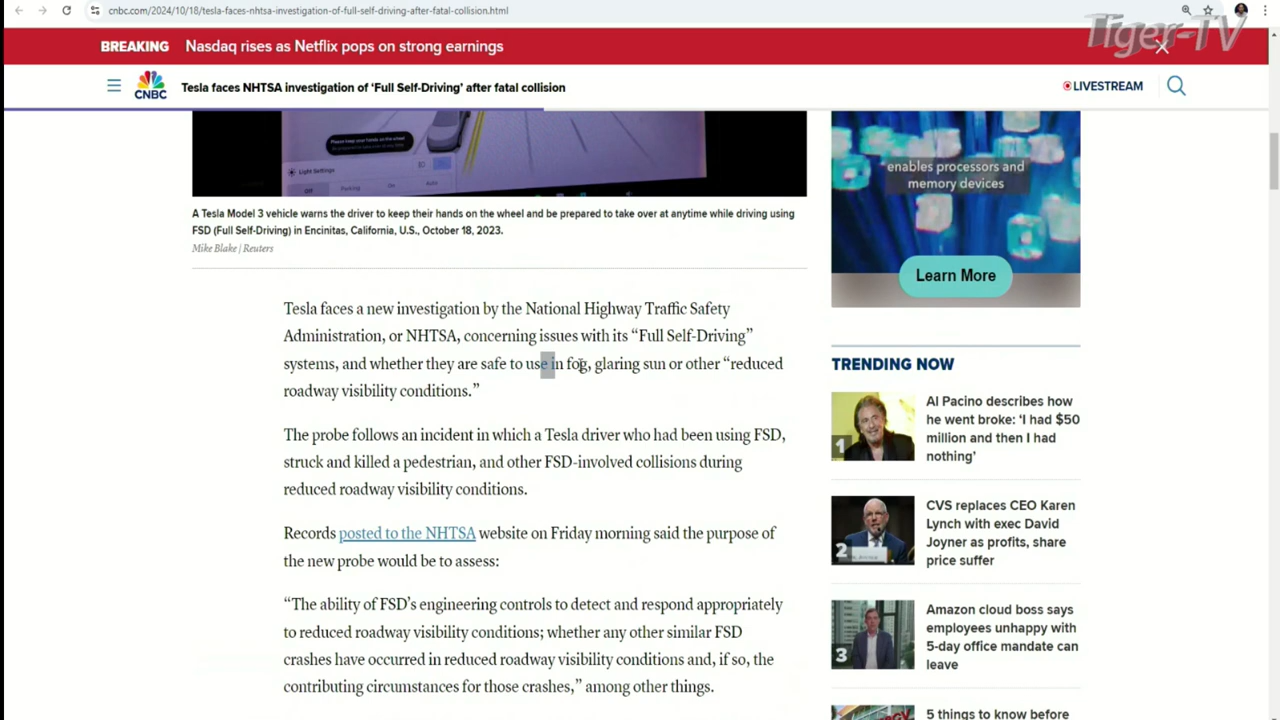 cnbc.com/2024/10/18/tesla-faces-nhtsa-investigation-of-full-self-driving-after-fatal-collision.html
Tiger-TV
BREAKING Nasdaq rises as Netflix pops on strong earnings
CNBC
Tesla faces NHTSA investigation of ‘Full Self-Driving’ after fatal collision
LIVESTREAM
Please keep your hands on the wheel
Light Settings
Off Parking On Auto
A Tesla Model 3 vehicle warns the driver to keep their hands on the wheel and be prepared to take over at anytime while driving using
FSD (Full Self-Driving) in Encinitas, California, U.S., October 18, 2023.
Mike Blake | Reuters
Tesla faces a new investigation by the National Highway Traffic Safety
Administration, or NHTSA, concerning issues with its “Full Self-Driving”
systems, and whether they are safe to use in fog, glaring sun or other “reduced
roadway visibility conditions.”
The probe follows an incident in which a Tesla driver who had been using FSD,
struck and killed a pedestrian, and other FSD-involved collisions during
reduced roadway visibility conditions.
Records posted to the NHTSA website on Friday morning said the purpose of
the new probe would be to assess:
“The ability of FSD’s engineering controls to detect and respond appropriately
to reduced roadway visibility conditions; whether any other similar FSD
crashes have occurred in reduced roadway visibility conditions and, if so, the
contributing circumstances for those crashes,” among other things.
enables processors and
memory devices
Learn More
TRENDING NOW
1
Al Pacino describes how
he went broke: ‘I had $50
million and then I had
nothing’
2
CVS replaces CEO Karen
Lynch with exec David
Joyner as profits, share
price suffer
3
Amazon cloud boss says
employees unhappy with
5-day office mandate can
leave
5 things to know before